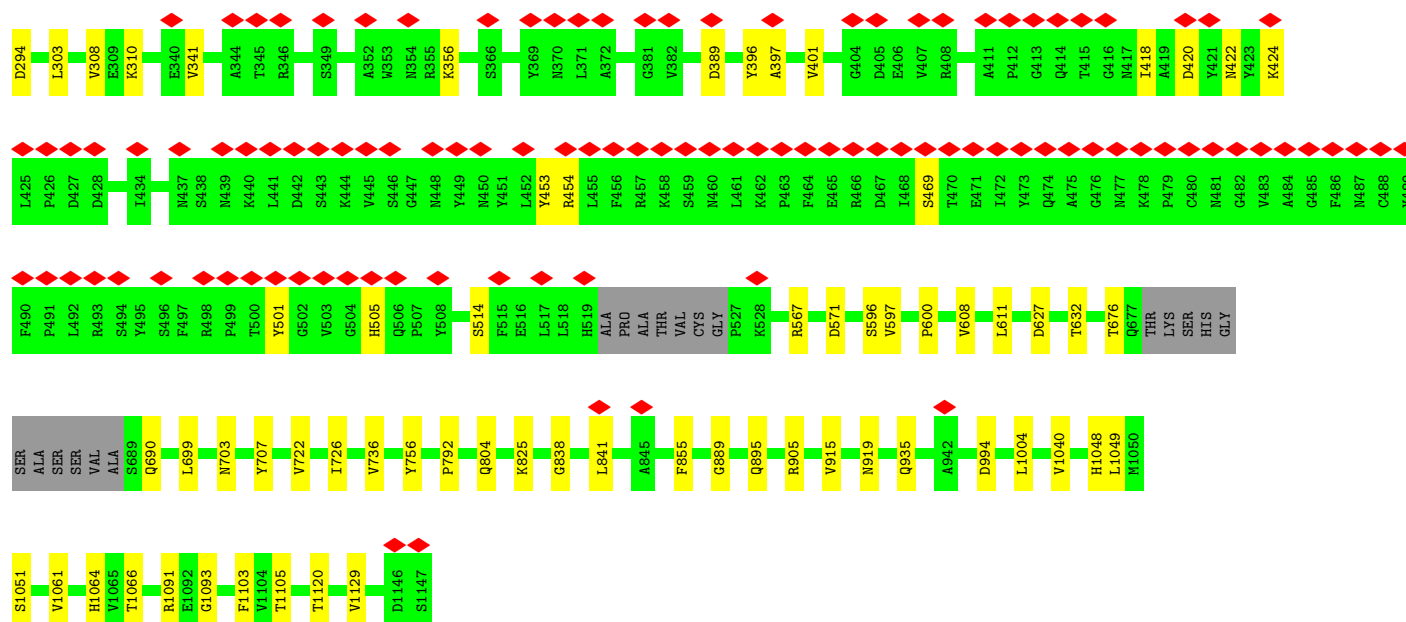 D294 L303 V308 E309 K310 E340 V341 A344 T345 R346 S349 A352 W353 N354 R355 K356 S366 Y369 N370 L371 A372 G381 V382 D389 Y396 A397 V401 G404 D405 E406 V407 R408 A411 P412 G413 Q414 T415 G416 N417 I418 A419 D420 Y421 N422 Y423 K424
L425 P426 D427 D428 I434 N437 S438 N439 K440 L441 D442 S443 K444 V445 S446 G447 N448 Y449 N450 Y451 L452 Y453 R454 L455 F456 R457 K458 S459 N460 L461 K462 P463 F464 E465 R466 D467 I468 S469 T470 E471 I472 Y473 Q474 A475 G476 N477 K478 P479 C480 N481 G482 V483 A484 G485 F486 N487 C488
F490 P491 L492 R493 S494 Y495 S496 F497 R498 P499 T500 Y501 G502 V503 G504 H505 Q506 P507 Y508 S514 F515 E516 L517 L518 H519 ALA PRO ALA THR VAL CYS GLY P527 K528 R567 D571 S596 V597 P600 V608 L611 D627 T632 T676 Q677 THR LYS SER HIS GLY
SER ALA SER SER VAL ALA S689 Q690 L699 N703 Y707 V722 I726 V736 Y756 P792 Q804 K825 G838 L841 A845 F855 G889 Q895 R905 V915 N919 Q935 A942 D994 L1004 V1040 H1048 L1049 M1050
S1051 V1061 H1064 V1065 T1066 R1091 E1092 G1093 F1103 V1104 T1105 T1120 V1129 D1146 S1147